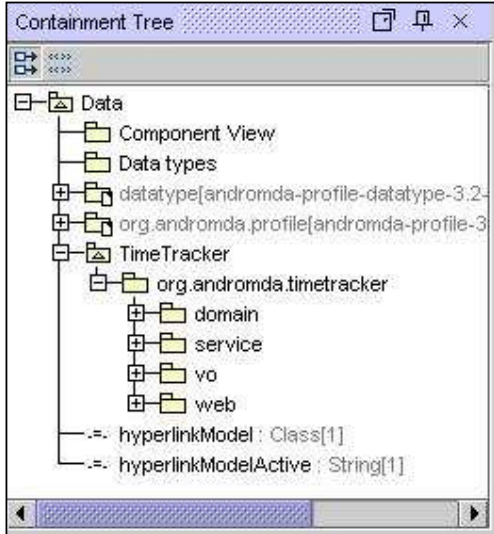 Containment Tree
Data
Component View
Data types
datatype[andromda-profile-datatype-3.2-
org.andromda.profile[andromda-profile-3
TimeTracker
org.andromda.timetracker
domain
service
vo
web
hyperlinkModel : Class[1]
hyperlinkModelActive : String[1]